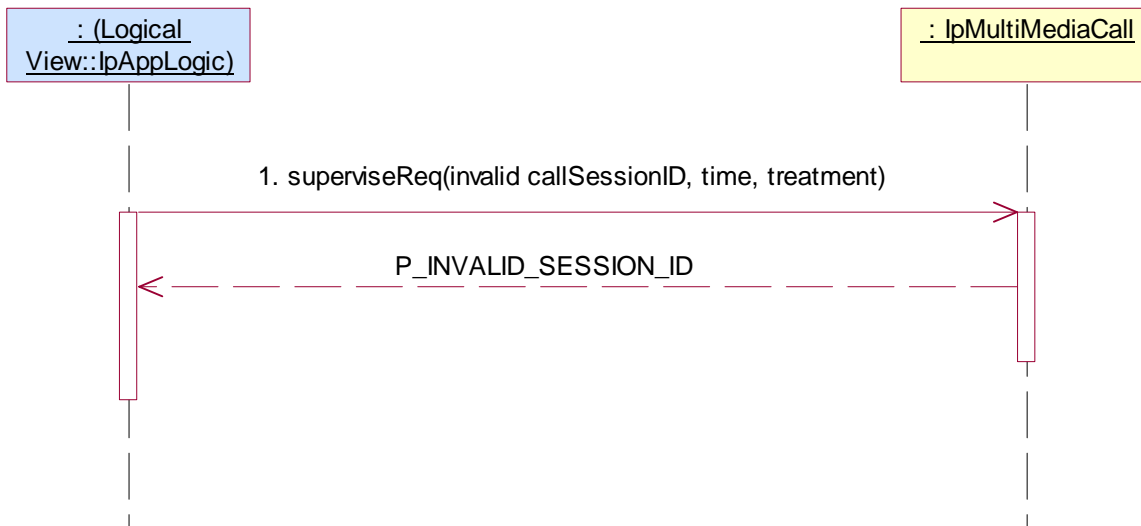 : (Logical
View::IpAppLogic)
: IpMultiMediaCall
1. superviseReq(invalid callSessionID, time, treatment)
P_INVALID_SESSION_ID